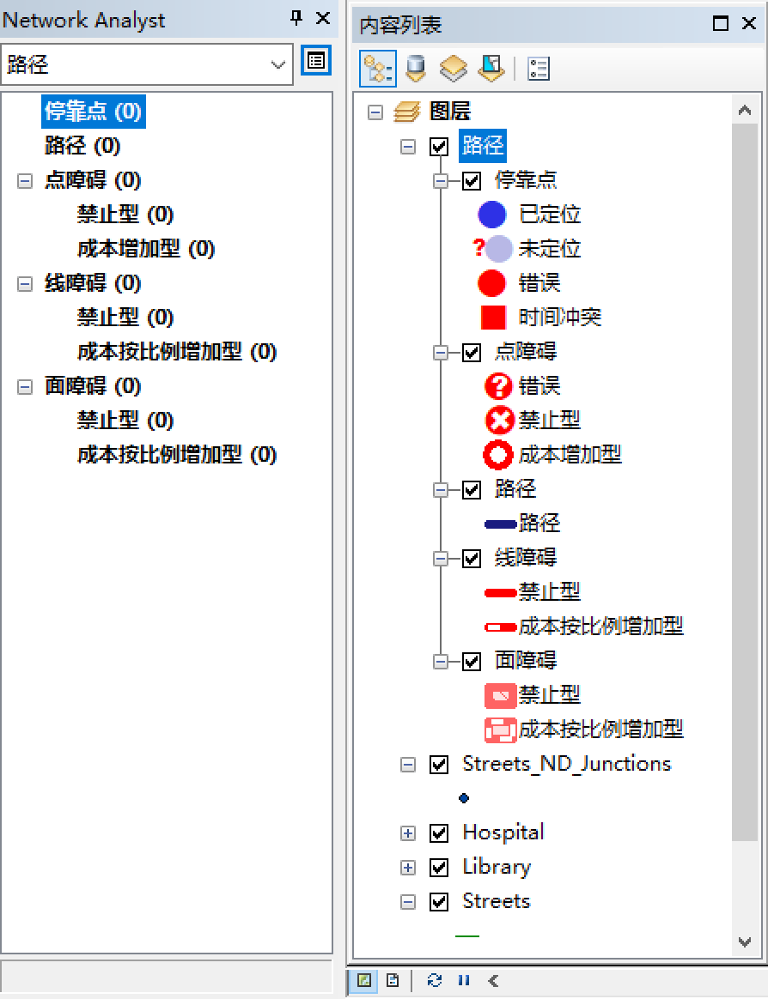 Network Analyst
路径
停靠点 (0)
路径 (0)
点障碍 (0)
禁止型 (0)
成本增加型 (0)
线障碍 (0)
禁止型 (0)
成本按比例增加型 (0)
面障碍 (0)
禁止型 (0)
成本按比例增加型 (0)
内容列表
图层
路径
停靠点
已定位
?
未定位
错误
时间冲突
点障碍
?
错误
禁止型
成本增加型
路径
路径
线障碍
禁止型
成本按比例增加型
面障碍
禁止型
成本按比例增加型
Streets_ND_Junctions
Hospital
Library
Streets